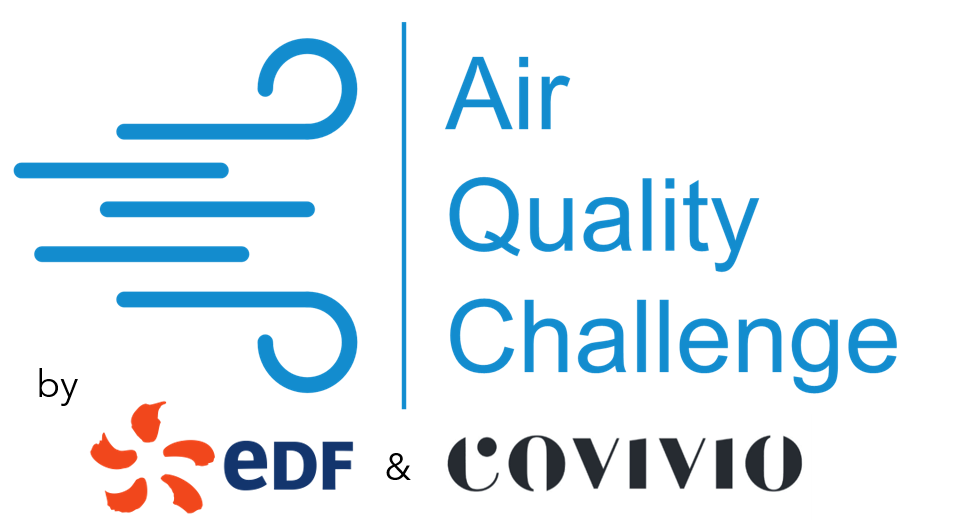 Air
Quality
Challenge
by
eDF & COVIVIO